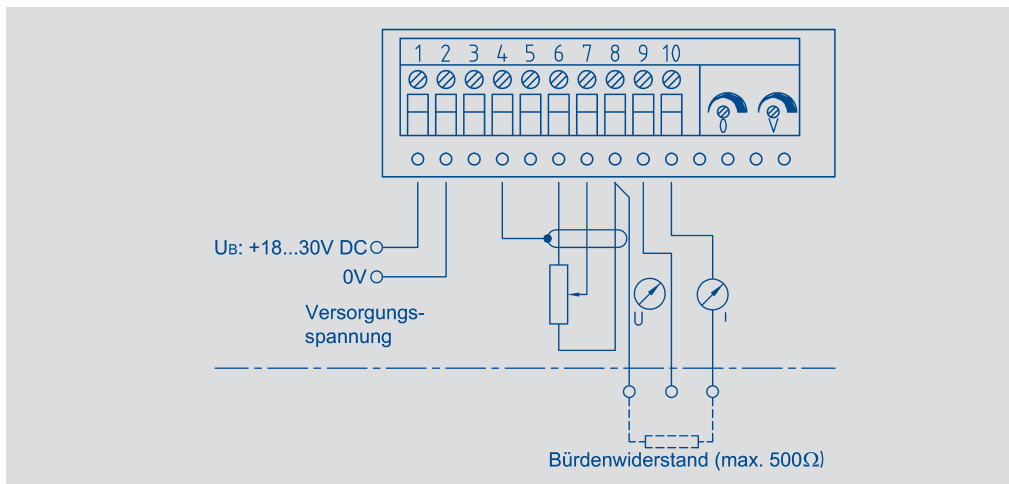 1 2 3 4 5 6 7 8 9 10
0 V
UB: +18...30V DC
0V
Versorgungs-
spannung
U
I
Bürdenwiderstand (max. 500Ω)